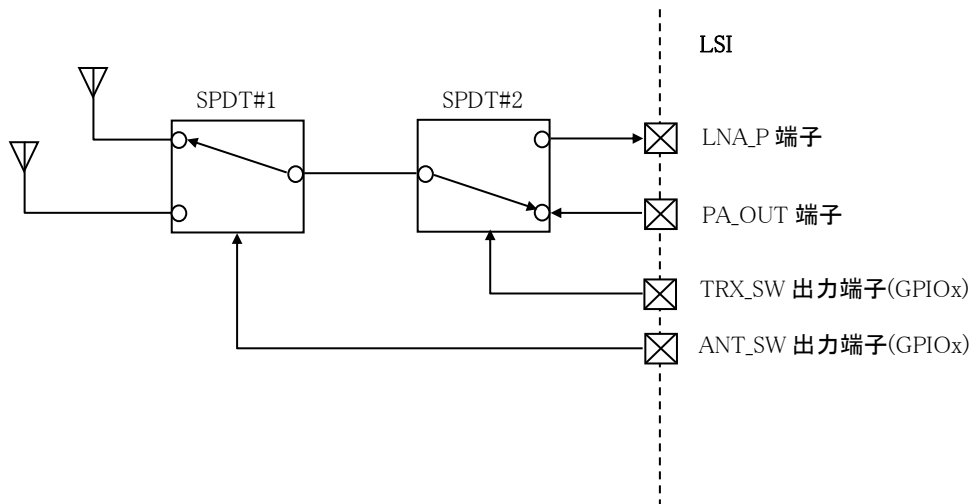 LSI
SPDT#1
SPDT#2
LNA_P 端子
PA_OUT 端子
TRX_SW 出力端子(GPIOx)
ANT_SW 出力端子(GPIOx)